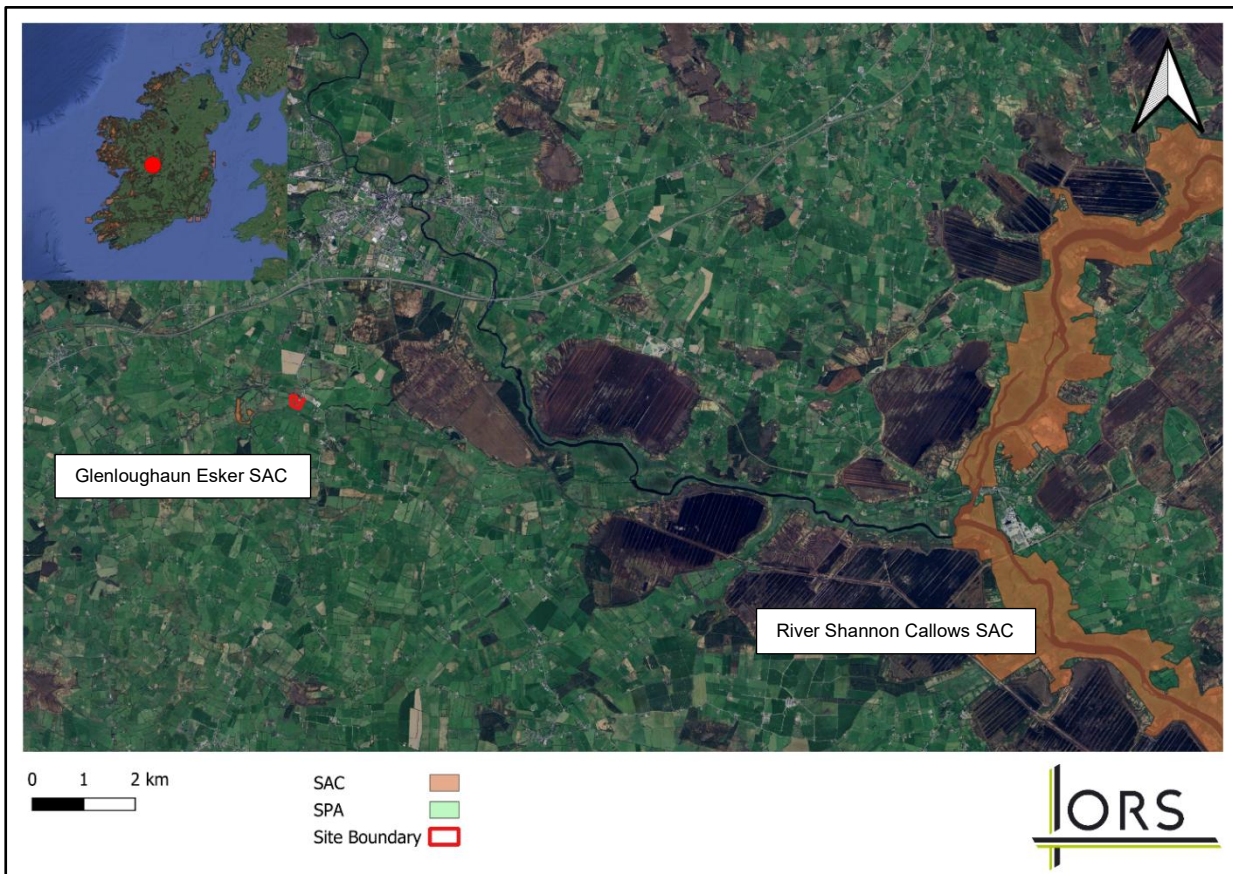 Glenloughaun Esker SAC
River Shannon Callows SAC
0 1 2 km
SAC
SPA
Site Boundary
ORS